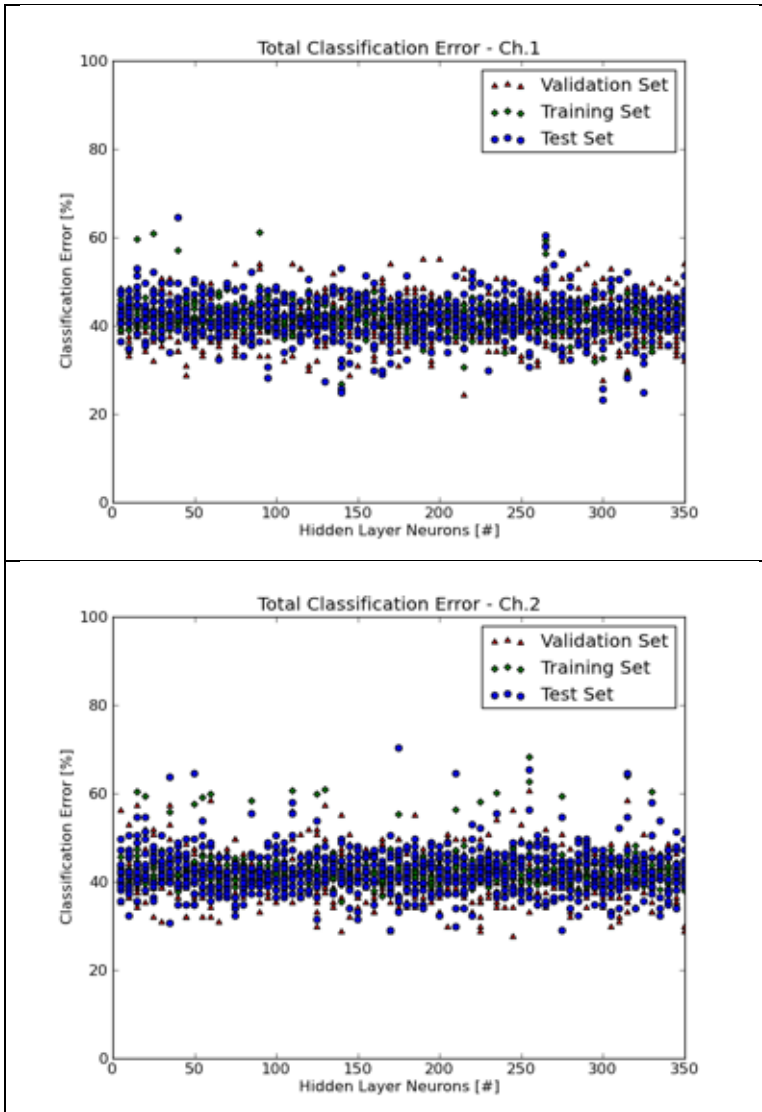 Total Classification Error - Ch.1
Classification Error [%]
100
80
60
40
20
0
Validation Set
Training Set
Test Set
0 50 100 150 200 250 300 350
Hidden Layer Neurons [#]
Total Classification Error - Ch.2
Classification Error [%]
100
80
60
40
20
0
Validation Set
Training Set
Test Set
0 50 100 150 200 250 300 350
Hidden Layer Neurons [#]